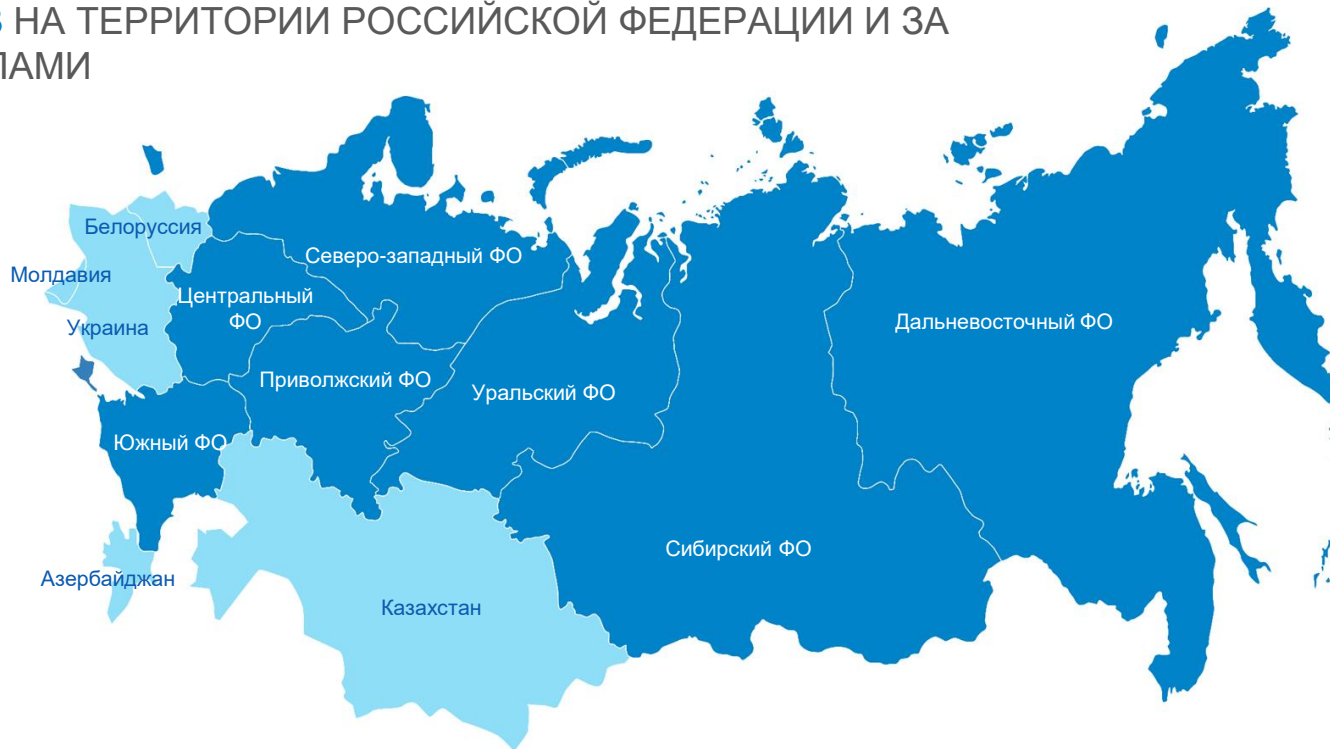 В НА ТЕРРИТОРИИ РОССИЙСКОЙ ФЕДЕРАЦИИ И ЗА
ЛАМИ
Белоруссия
Северо-западный ФО
Молдавия
Центральный
ФО
Украина
Дальневосточный ФО
Приволжский ФО
Уральский ФО
Южный ФО
Сибирский ФО
Азербайджан
Казахстан